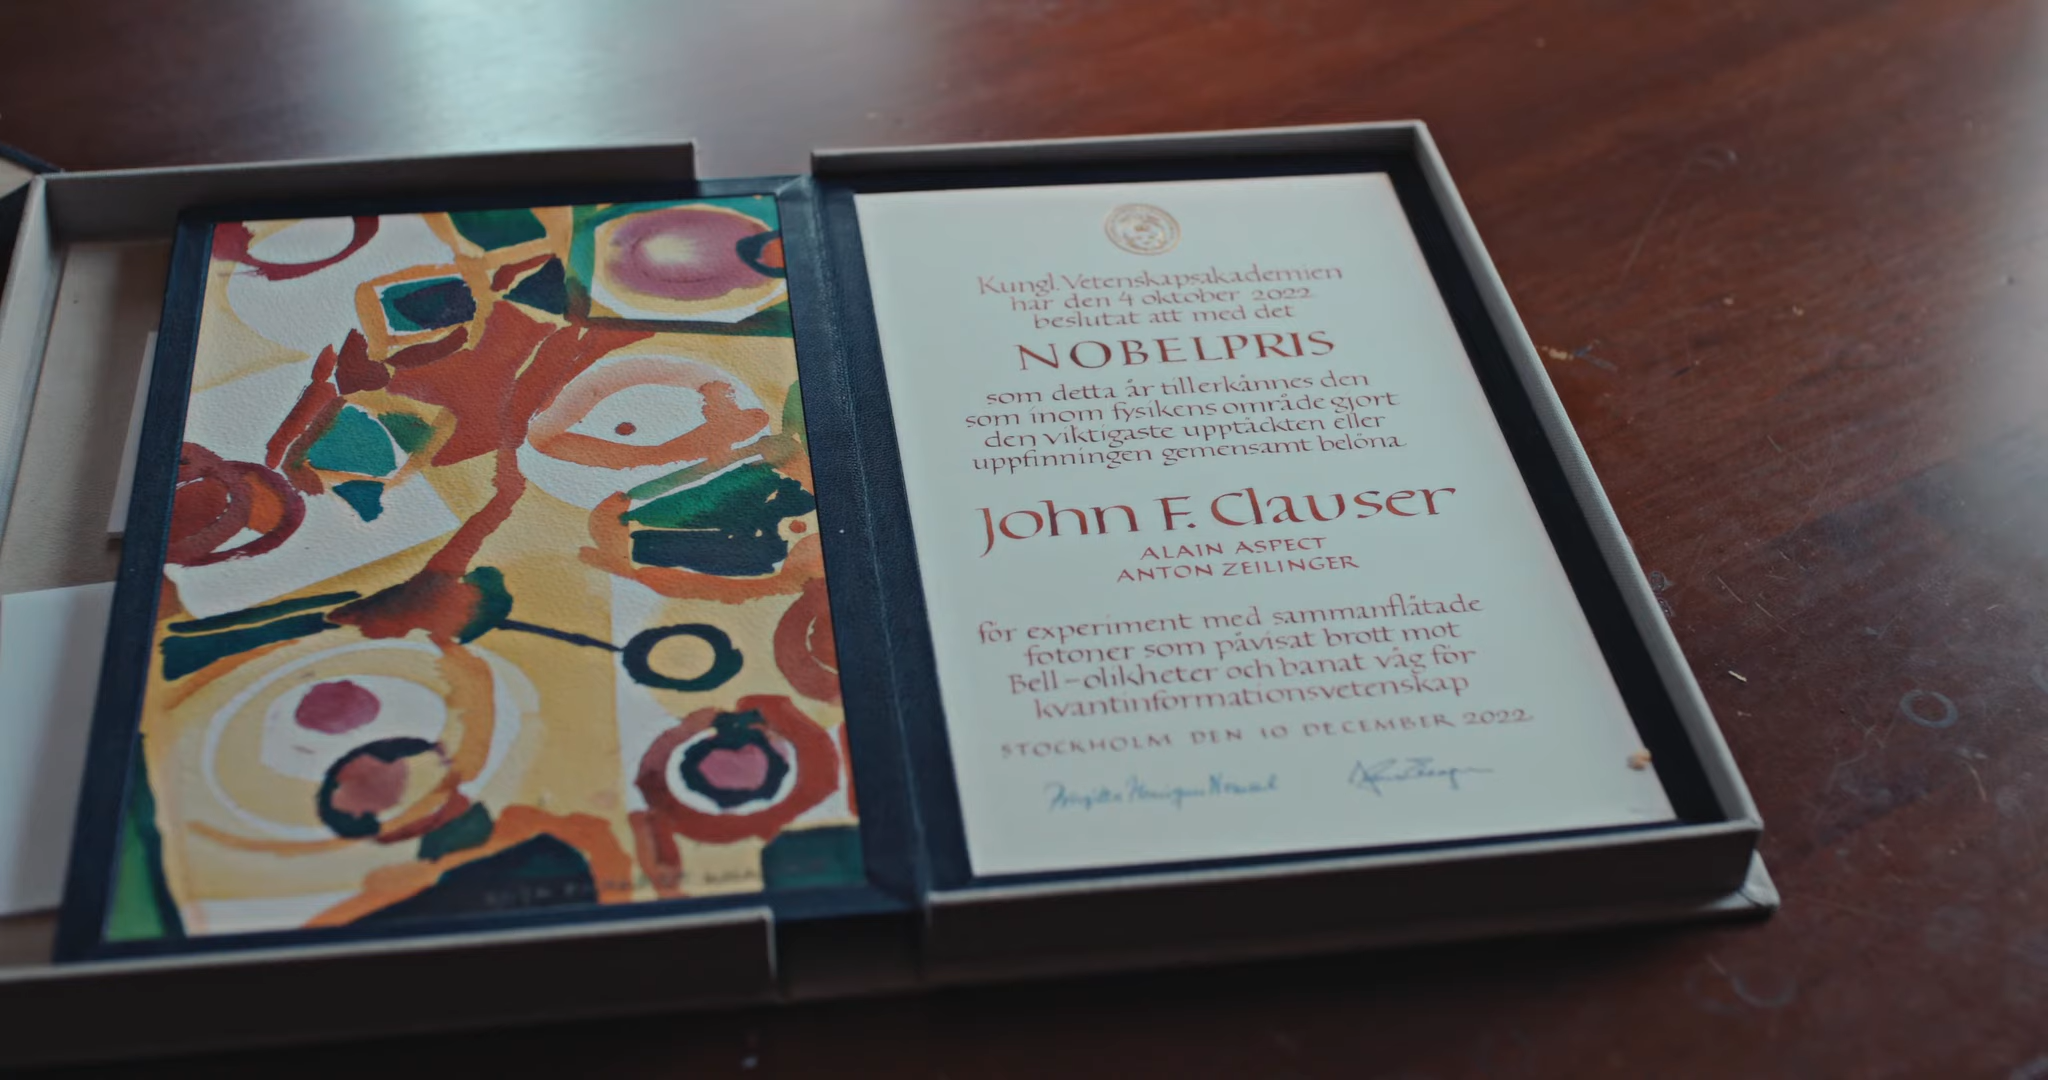 Kungl. Vetenskapsakademien
har den 4 oktober 2022
beslutat att med det
NOBELPRIS
som detta år tillerkännes den
som inom fysikens område gjort
den viktigaste upptäckten eller
uppfinningen gemensamt belöna
John F. Clauser
ALAIN ASPECT
ANTON ZEILINGER
för experiment med sammanflätade
fotoner som påvisat brott mot
Bell-olikheter och banat väg för
kvantinformationsvetenskap
STOCKHOLM DEN 10 DECEMBER 2022